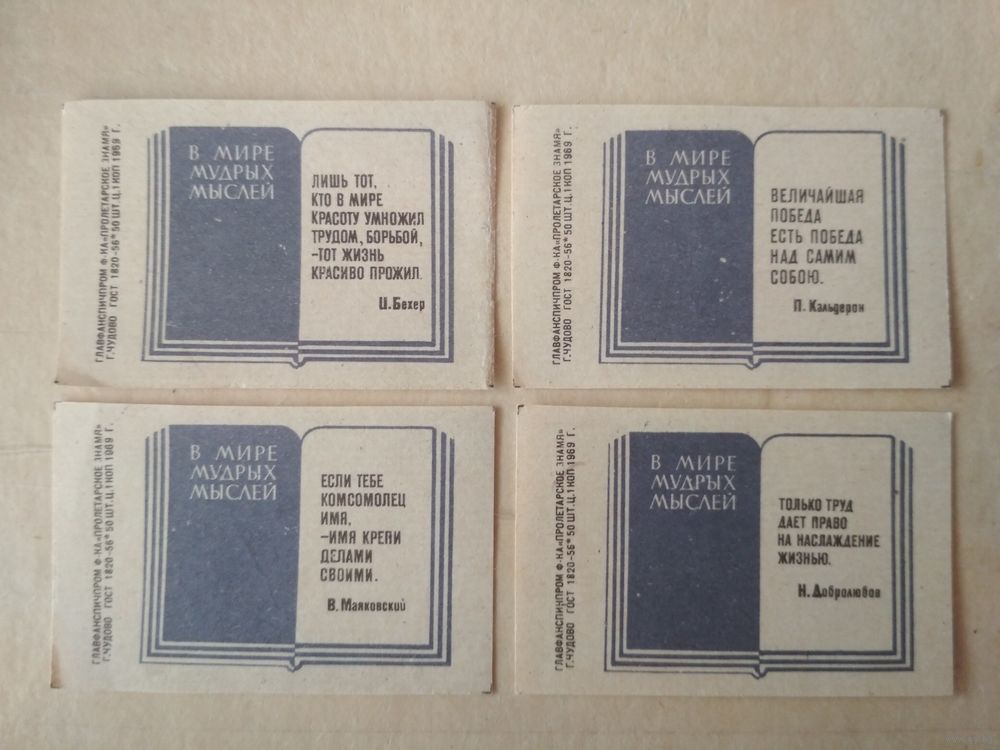 ГЛАВФАНСПИЧПРОМ Ф-КА«ПРОЛЕТАРСКОЕ ЗНАМЯ»
Г.ЧУДОВО ГОСТ 1820-56*50 ШТ.Ц.1 КОП 1969 Г.
В МИРЕ
МУДРЫХ
МЫСЛЕЙ
ЛИШЬ ТОТ,
КТО В МИРЕ
КРАСОТУ УМНОЖИЛ
ТРУДОМ, БОРЬБОЙ,
-ТОТ ЖИЗНЬ
КРАСИВО ПРОЖИЛ.
И.Бехер
ГЛАВФАНСПИЧПРОМ Ф-КА«ПРОЛЕТАРСКОЕ ЗНАМЯ»
Г.ЧУДОВО ГОСТ 1820-56*50 ШТ.Ц.1 КОП 1969 Г.
В МИРЕ
МУДРЫХ
МЫСЛЕЙ
ВЕЛИЧАЙШАЯ
ПОБЕДА
ЕСТЬ ПОБЕДА
НАД САМИМ
СОБОЮ.
П. Кальдерон
ГЛАВФАНСПИЧПРОМ Ф-КА«ПРОЛЕТАРСКОЕ ЗНАМЯ»
Г.ЧУДОВО ГОСТ 1820-56*50 ШТ.Ц.1 КОП 1969 Г.
В МИРЕ
МУДРЫХ
МЫСЛЕЙ
ЕСЛИ ТЕБЕ
КОМСОМОЛЕЦ
ИМЯ,
-ИМЯ КРЕПИ
ДЕЛАМИ
СВОИМИ.
В. Маяковский
ГЛАВФАНСПИЧПРОМ Ф-КА«ПРОЛЕТАРСКОЕ ЗНАМЯ»
Г.ЧУДОВО ГОСТ 1820-56*50 ШТ.Ц.1 КОП 1969 Г.
В МИРЕ
МУДРЫХ
МЫСЛЕЙ
ТОЛЬКО ТРУД
ДАЕТ ПРАВО
НА НАСЛАЖДЕНИЕ
ЖИЗНЬЮ.
Н. Добролюбов